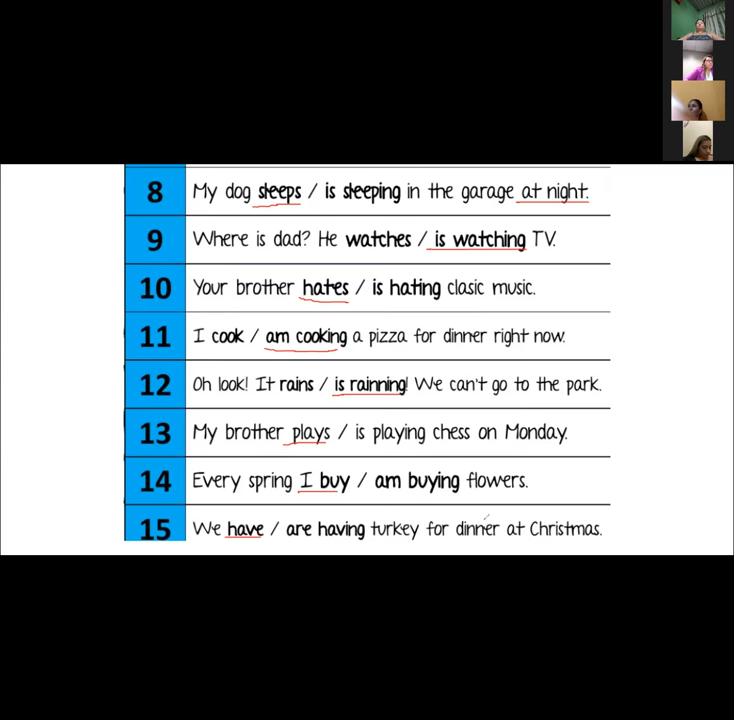 8 My dog sleeps / is sleeping in the garage at night.
9 Where is dad? He watches / is watching TV.
10 Your brother hates / is hating clasic music.
11 I cook / am cooking a pizza for dinner right now.
12 Oh look! It rains / is rainning! We can't go to the park.
13 My brother plays / is playing chess on Monday.
14 Every spring I buy / am buying flowers.
15 We have / are having turkey for dinner at Christmas.